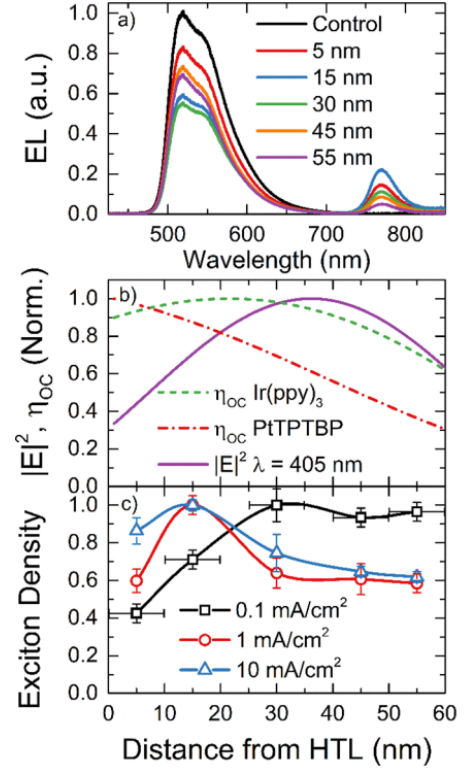 a)
Control
5 nm
15 nm
30 nm
45 nm
55 nm
EL (a.u.)
1.0
0.8
0.6
0.4
0.2
0.0
500 600 700 800
Wavelength (nm)
b)
|E|², ηOC (Norm.)
1.0
0.8
0.6
0.4
0.2
ηOC Ir(ppy)₃
ηOC PtTPTBP
|E|² λ = 405 nm
c)
Exciton Density
1.0
0.8
0.6
0.4
0.2
0.0
0.1 mA/cm²
1 mA/cm²
10 mA/cm²
0 10 20 30 40 50 60
Distance from HTL (nm)